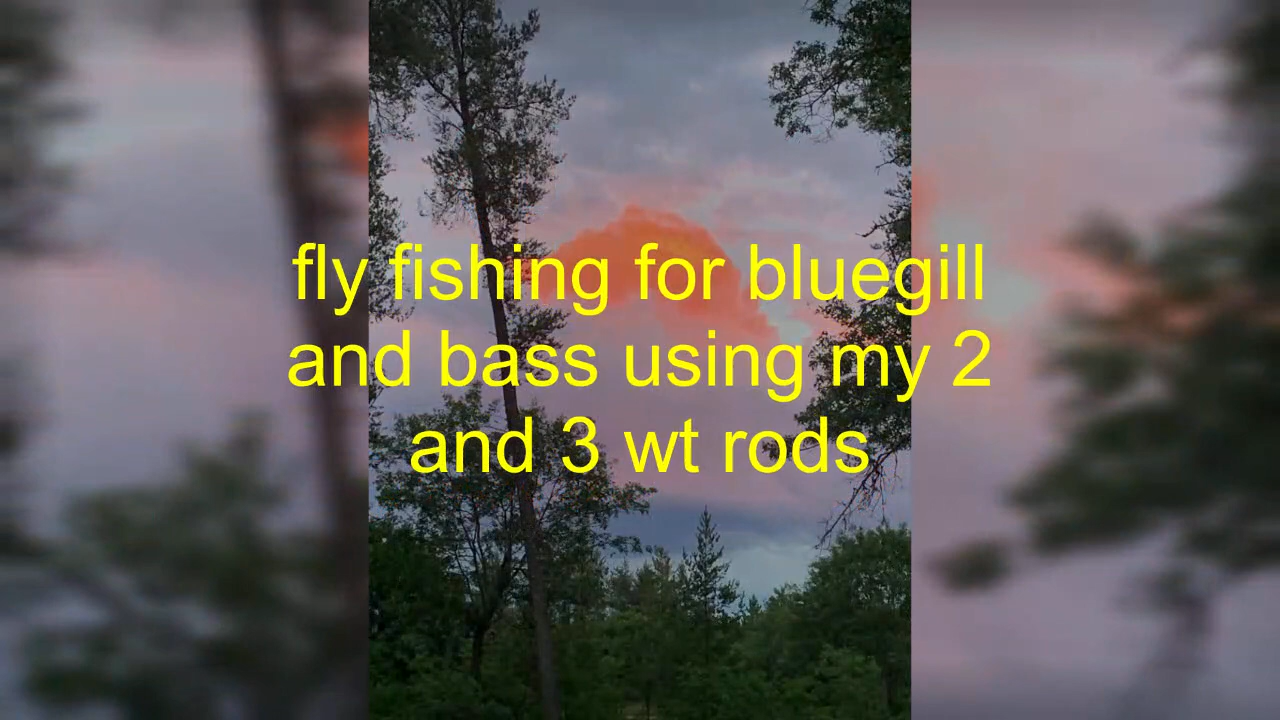 fly fishing for bluegill
and bass using my 2
and 3 wt rods